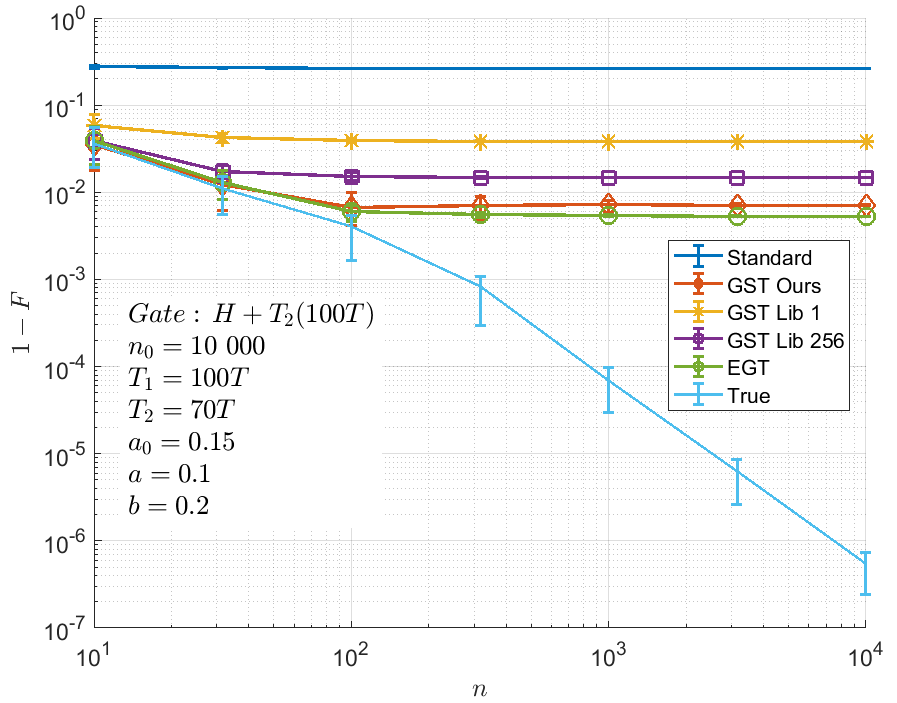 10^0
10^-1
10^-2
10^-3
10^-4
10^-5
10^-6
10^-7
1 − F
Gate : H + T_2(100T)
n_0 = 10 000
T_1 = 100T
T_2 = 70T
a_0 = 0.15
a = 0.1
b = 0.2
Standard
GST Ours
GST Lib 1
GST Lib 256
EGT
True
10^1 10^2 10^3 10^4
n